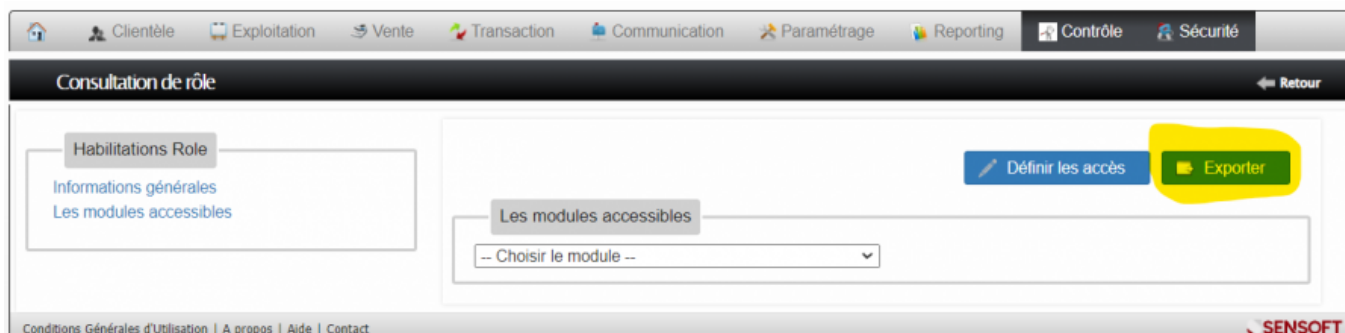 Clientèle Exploitation Vente Transaction Communication Paramétrage Reporting Contrôle Sécurité
Consultation de rôle Retour
Habilitations Role
Informations générales
Les modules accessibles
Définir les accès Exporter
Les modules accessibles
-- Choisir le module --
Conditions Générales d'Utilisation | A propos | Aide | Contact SENSOFT